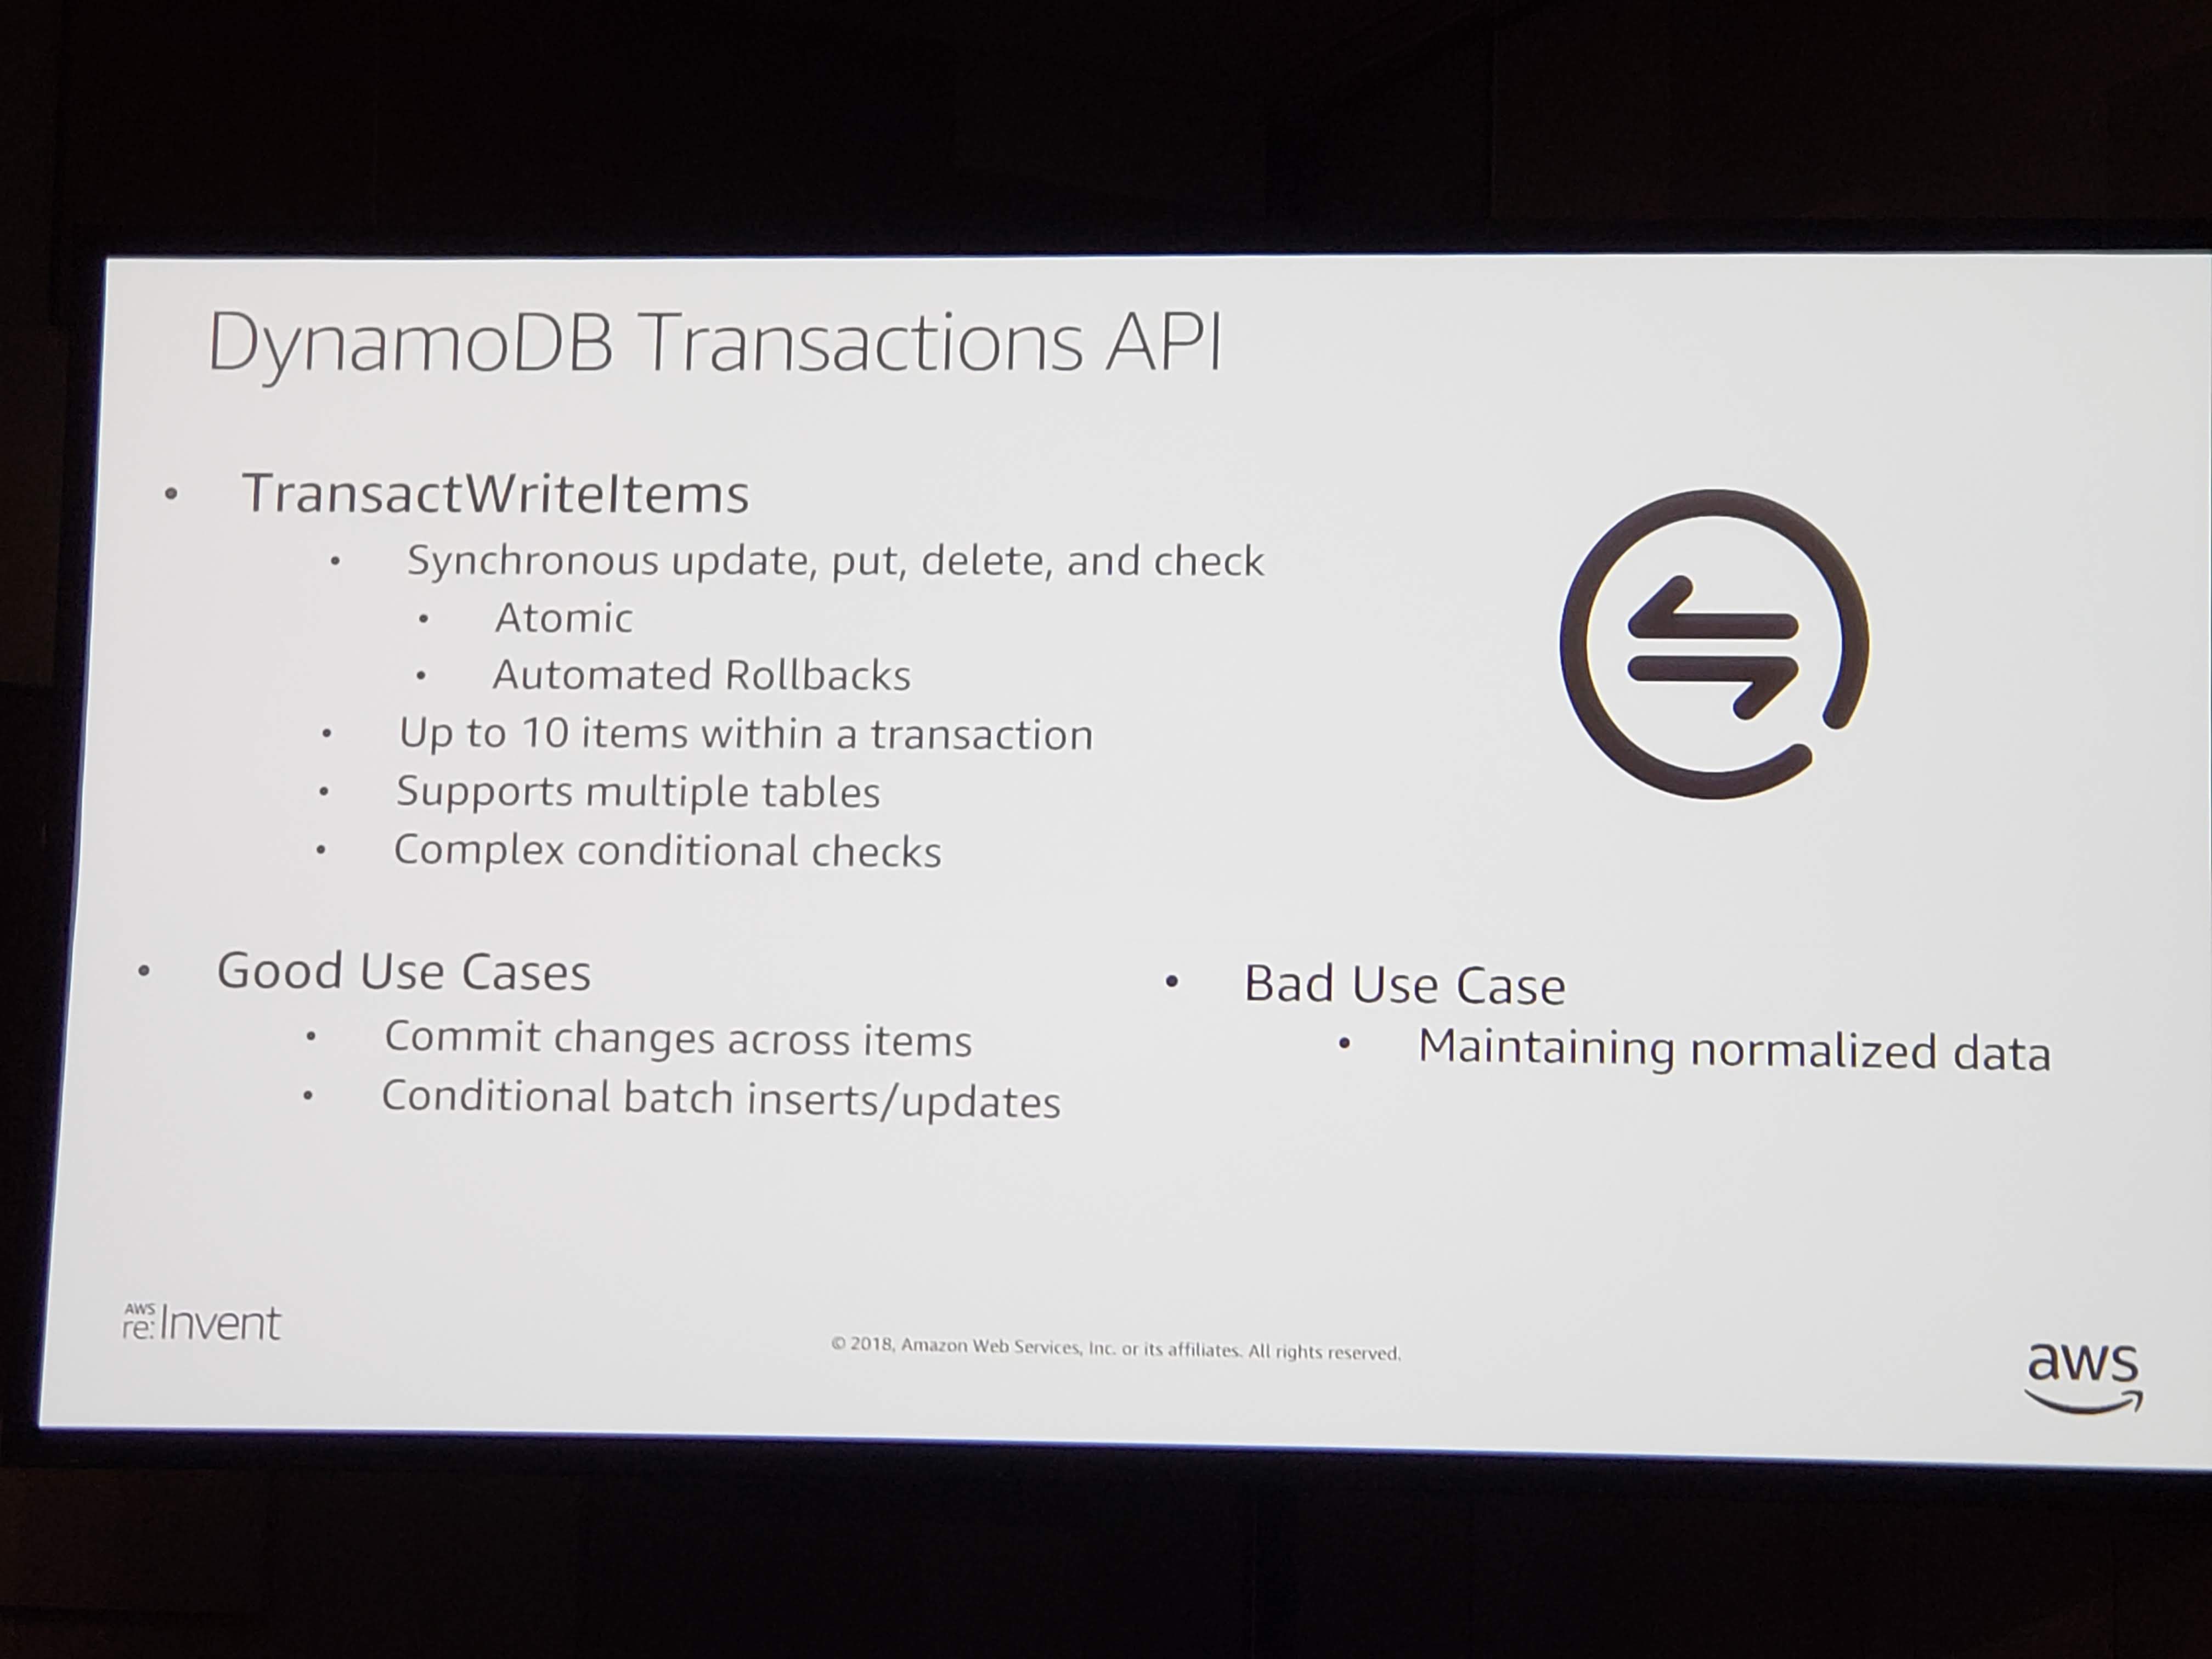 DynamoDB Transactions API
• TransactWriteItems
• Synchronous update, put, delete, and check
• Atomic
• Automated Rollbacks
• Up to 10 items within a transaction
• Supports multiple tables
• Complex conditional checks
• Good Use Cases
• Commit changes across items
• Conditional batch inserts/updates
• Bad Use Case
• Maintaining normalized data
AWS
re:Invent
© 2018, Amazon Web Services, Inc. or its affiliates. All rights reserved.
aws